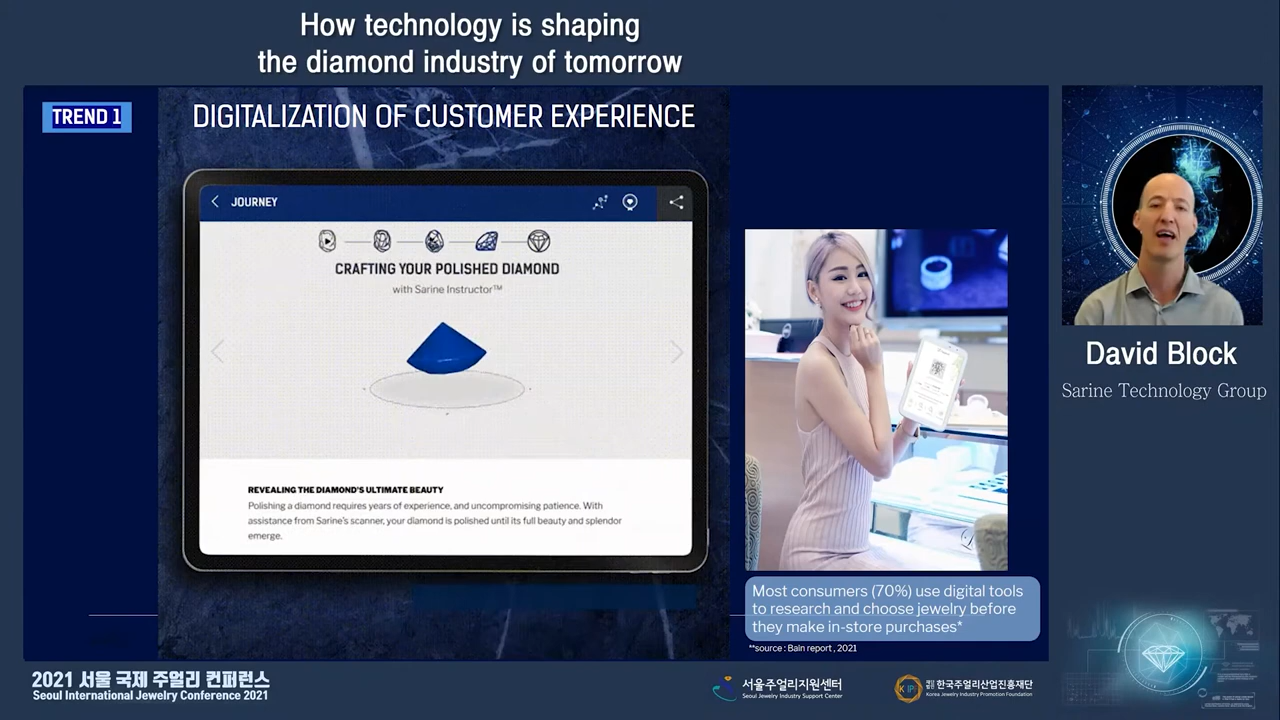 How technology is shaping
the diamond industry of tomorrow
TREND 1
DIGITALIZATION OF CUSTOMER EXPERIENCE
JOURNEY
CRAFTING YOUR POLISHED DIAMOND
with Sarine Instructor™
REVEALING THE DIAMOND'S ULTIMATE BEAUTY
Polishing a diamond requires years of experience, and uncompromising patience. With
assistance from Sarine's scanner, your diamond is polished until its full beauty and splendor
emerge.
Most consumers (70%) use digital tools
to research and choose jewelry before
they make in-store purchases*
**source : Bain report , 2021
David Block
Sarine Technology Group
2021 서울 국제 주얼리 컨퍼런스
Seoul International Jewelry Conference 2021
서울주얼리지원센터
Seoul Jewelry Industry Support Center
재단법인 한국주얼리산업진흥재단
Korea Jewelry Industry Promotion Foundation